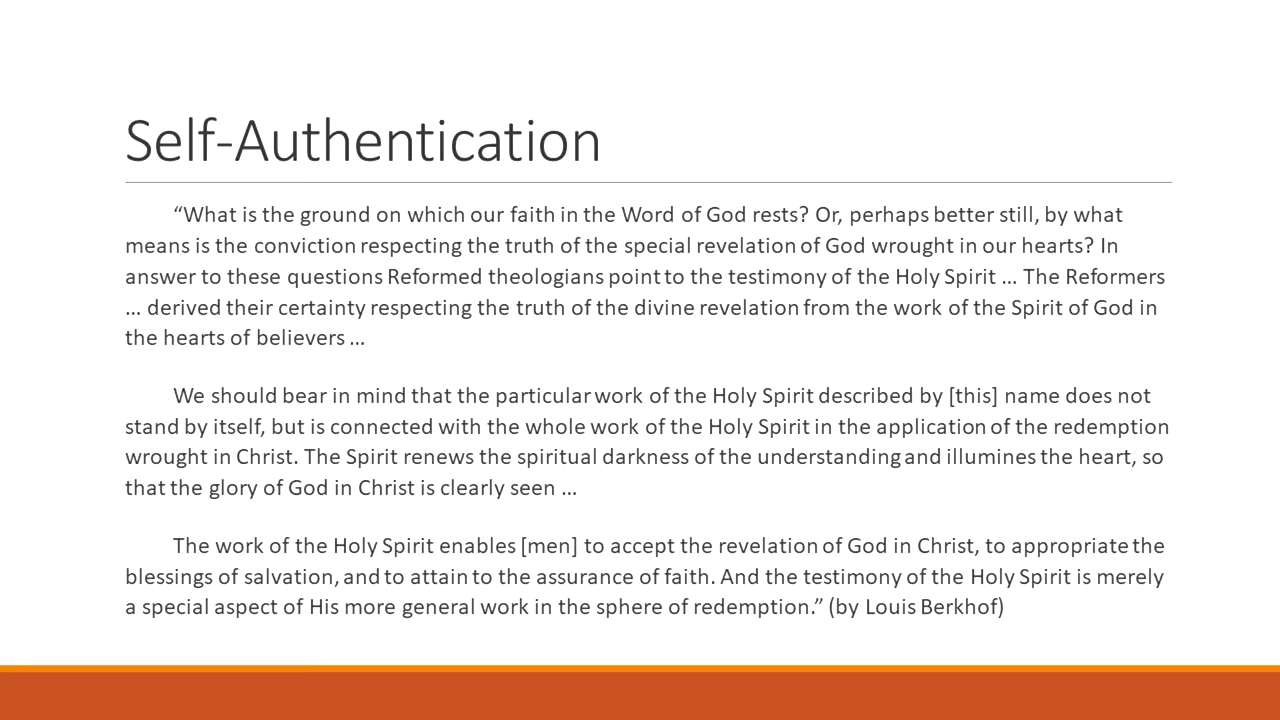 Self-Authentication
“What is the ground on which our faith in the Word of God rests? Or, perhaps better still, by what
means is the conviction respecting the truth of the special revelation of God wrought in our hearts? In
answer to these questions Reformed theologians point to the testimony of the Holy Spirit … The Reformers
… derived their certainty respecting the truth of the divine revelation from the work of the Spirit of God in
the hearts of believers …
We should bear in mind that the particular work of the Holy Spirit described by [this] name does not
stand by itself, but is connected with the whole work of the Holy Spirit in the application of the redemption
wrought in Christ. The Spirit renews the spiritual darkness of the understanding and illumines the heart, so
that the glory of God in Christ is clearly seen …
The work of the Holy Spirit enables [men] to accept the revelation of God in Christ, to appropriate the
blessings of salvation, and to attain to the assurance of faith. And the testimony of the Holy Spirit is merely
a special aspect of His more general work in the sphere of redemption.” (by Louis Berkhof)